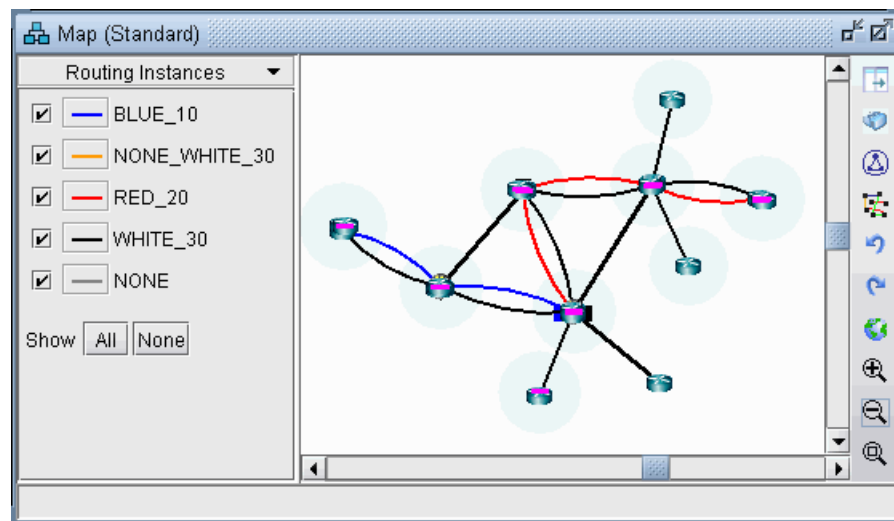 Map (Standard)
Routing Instances
BLUE_10
NONE_WHITE_30
RED_20
WHITE_30
NONE
Show All None